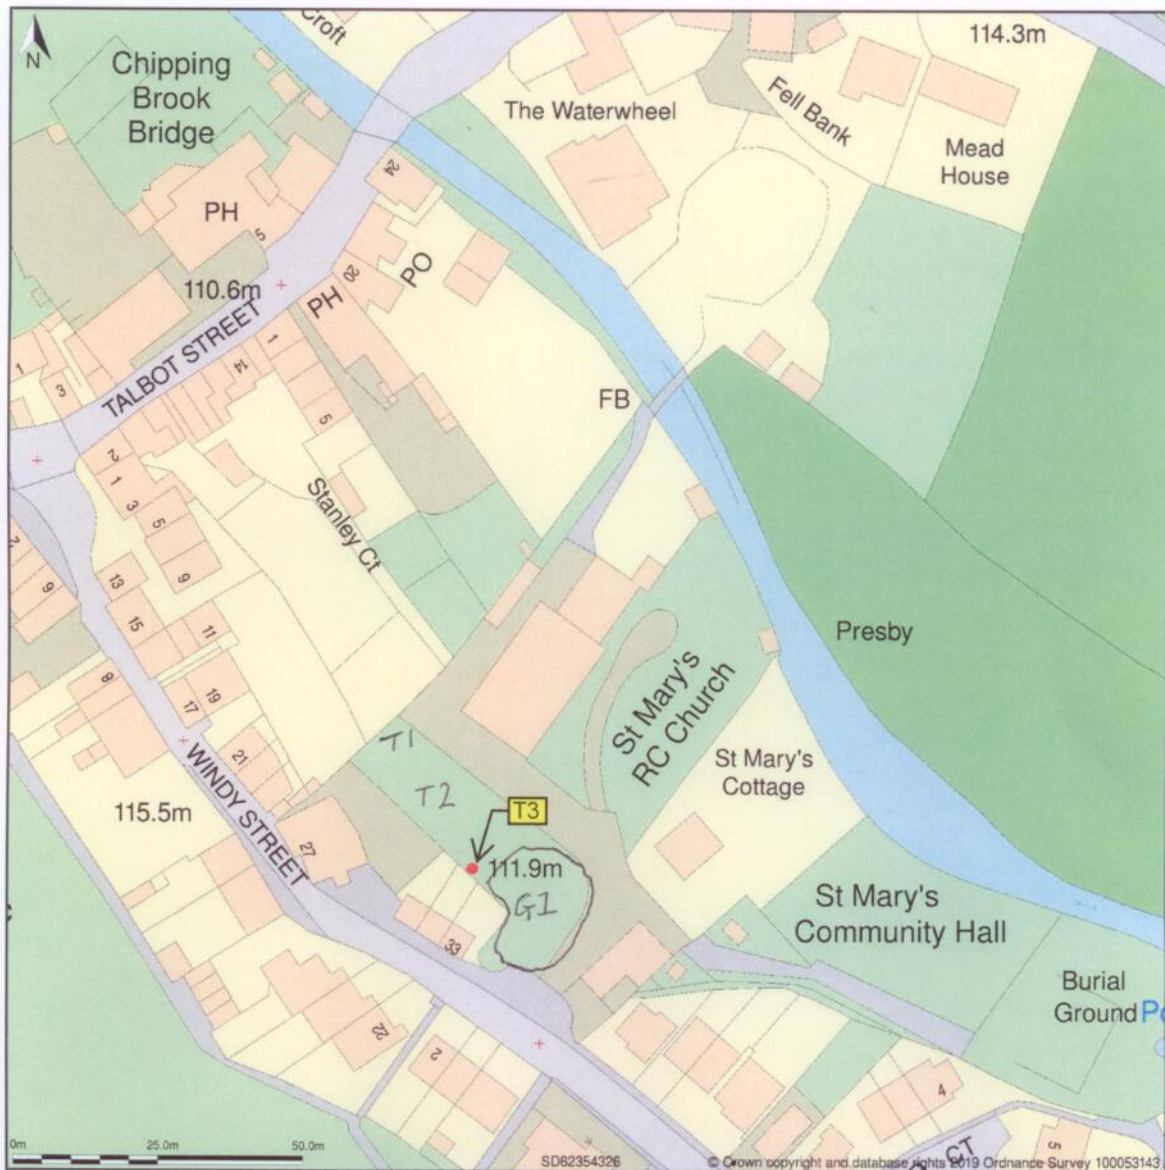 N
Croft
114.3m
Chipping
Brook
Bridge
The Waterwheel
Fell Bank
Mead
House
24
PH
5
PO
20
110.6m
PH
TALBOT STREET
1
3
14
1
5
FB
2
1
3
5
9
Stanley Ct
2
9
13
15
11
8
17
19
21
WINDY STREET
Presby
St Mary's
RC Church
St Mary's
Cottage
T1
T2
T3
115.5m
27
111.9m
G1
33
St Mary's
Community Hall
Burial
Ground
22
2
4
5
CT
0m
25.0m
50.0m
SD62354326
© Crown copyright and database rights 2019 Ordnance Survey 100053143